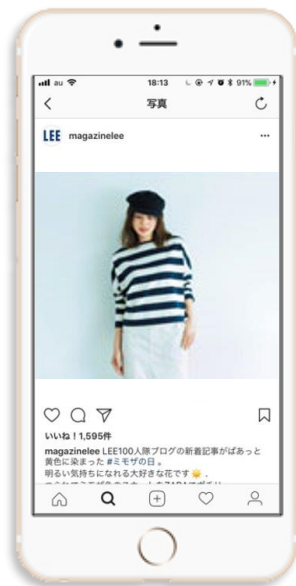 au 18:13 91%
写真
LEE magazinelee
いいね！1,595件
magazinelee LEE100人隊ブログの新着記事がぱあっと
黄色に染まった #ミモザの日 。
明るい気持ちになれる大好きな花です☀️ .